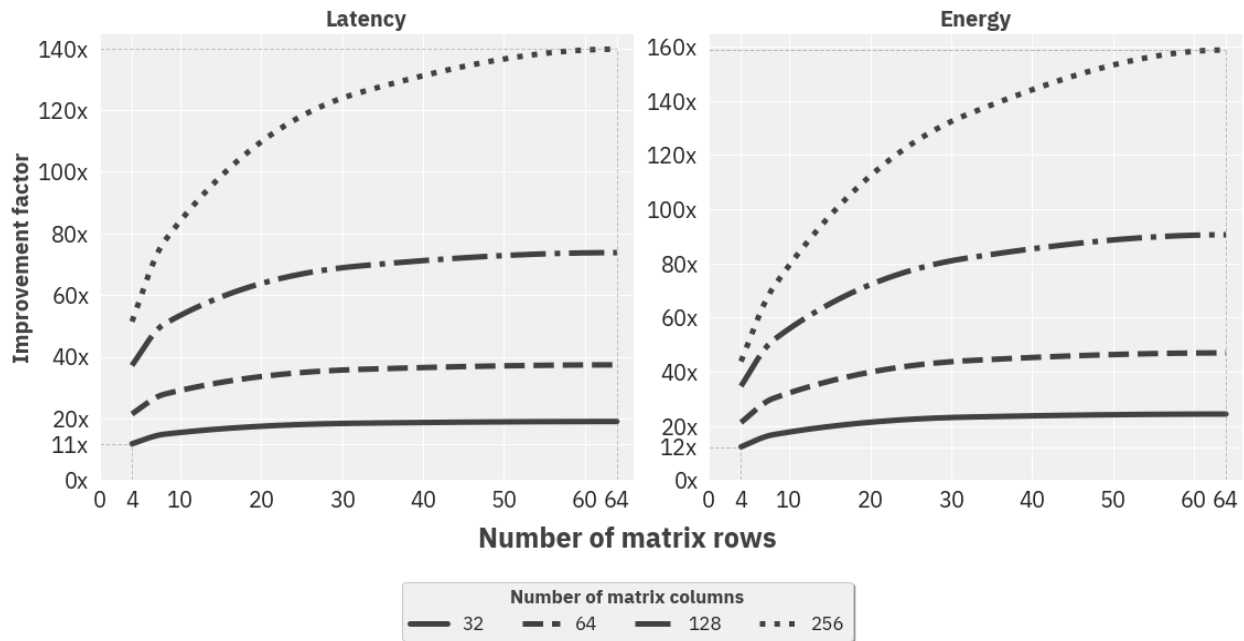 Latency
Energy
Improvement factor
140x
120x
100x
80x
60x
40x
20x
11x
0x
0 4 10 20 30 40 50 60 64
160x
140x
120x
100x
80x
60x
40x
20x
12x
0x
0 4 10 20 30 40 50 60 64
Number of matrix rows
Number of matrix columns
32 64 128 256